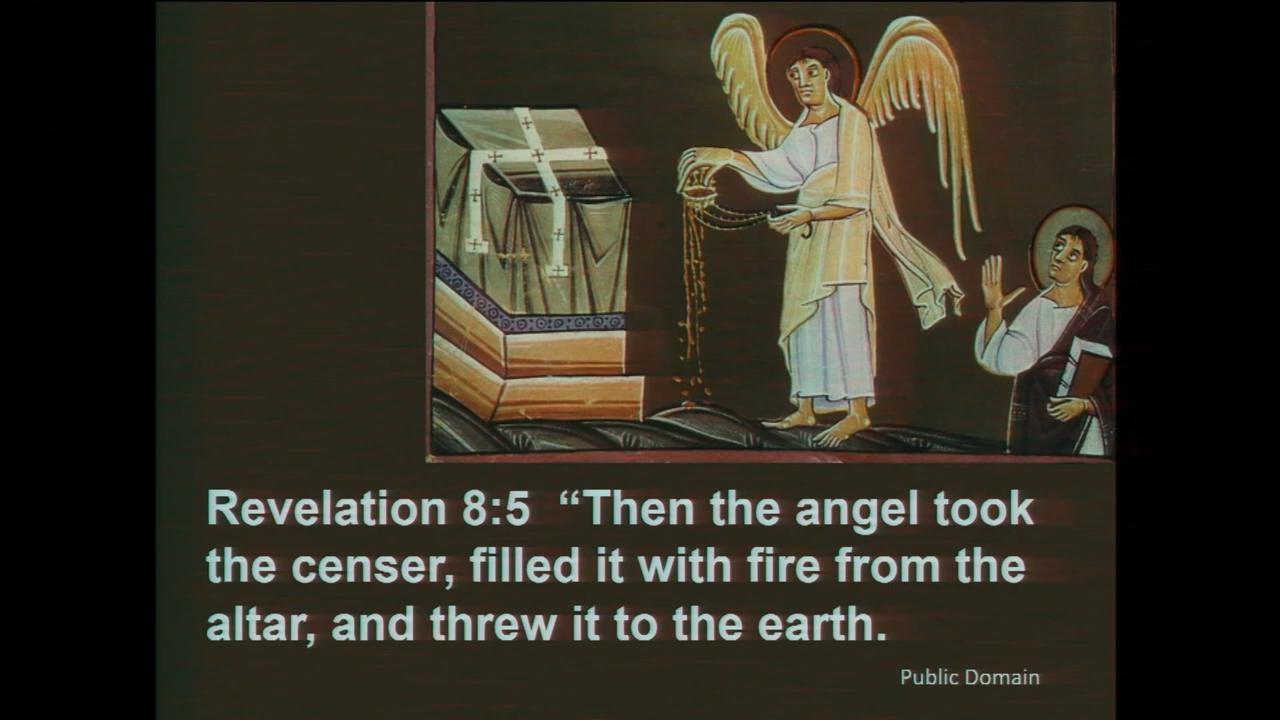 Revelation 8:5  “Then the angel took
the censer, filled it with fire from the
altar, and threw it to the earth.
Public Domain